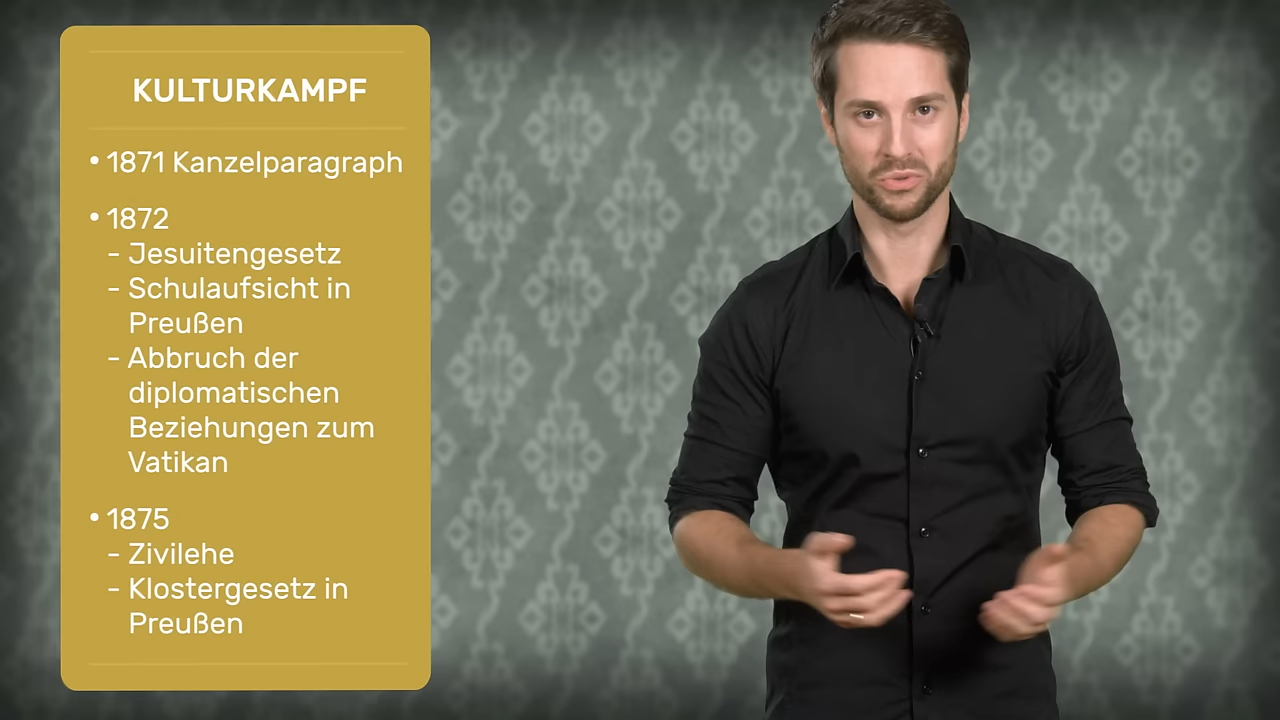 KULTURKAMPF
• 1871 Kanzelparagraph
• 1872
- Jesuitengesetz
- Schulaufsicht in
Preußen
- Abbruch der
diplomatischen
Beziehungen zum
Vatikan
• 1875
- Zivilehe
- Klostergesetz in
Preußen